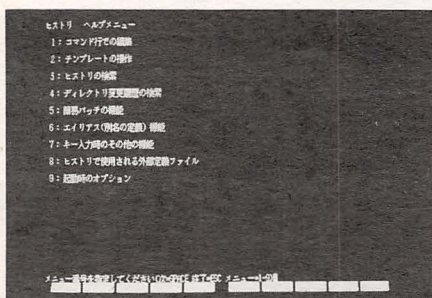 ヒストリ ヘルプメニュー
1:コマンド行での編集
2:テンプレートの操作
3:ヒストリの検索
4:ディレクトリ変更履歴の検索
5:簡易バッチの機能
6:エイリアス(別名の定義)機能
7:キー入力時のその他の機能
8:ヒストリで使用される外部定義ファイル
9:起動時のオプション
メニュー番号を指定してください 終了=ESC